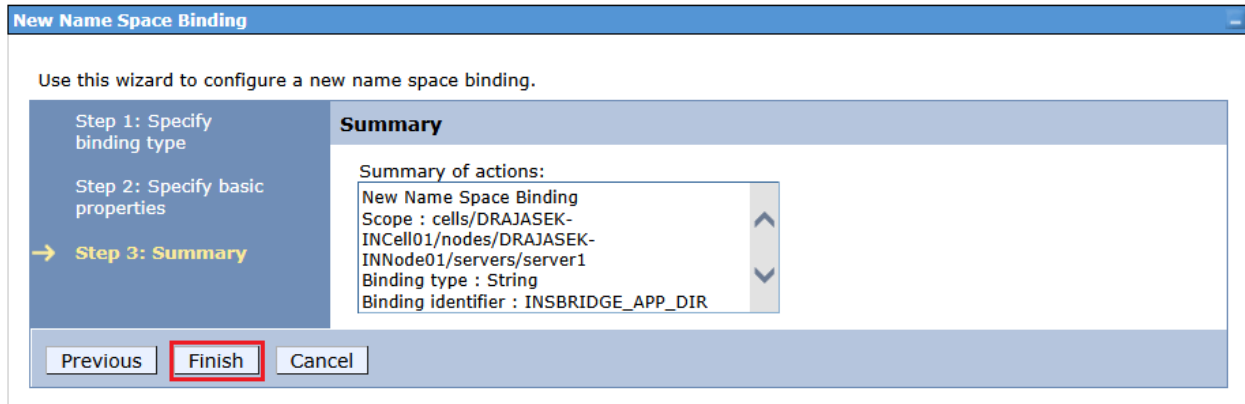 New Name Space Binding
Use this wizard to configure a new name space binding.
Step 1: Specify
binding type
Step 2: Specify basic
properties
Step 3: Summary
Summary
Summary of actions:
New Name Space Binding
Scope : cells/DRAJASEK-
INCell01/nodes/DRAJASEK-
INNode01/servers/server1
Binding type : String
Binding identifier : INSBRIDGE_APP_DIR
Previous Finish Cancel